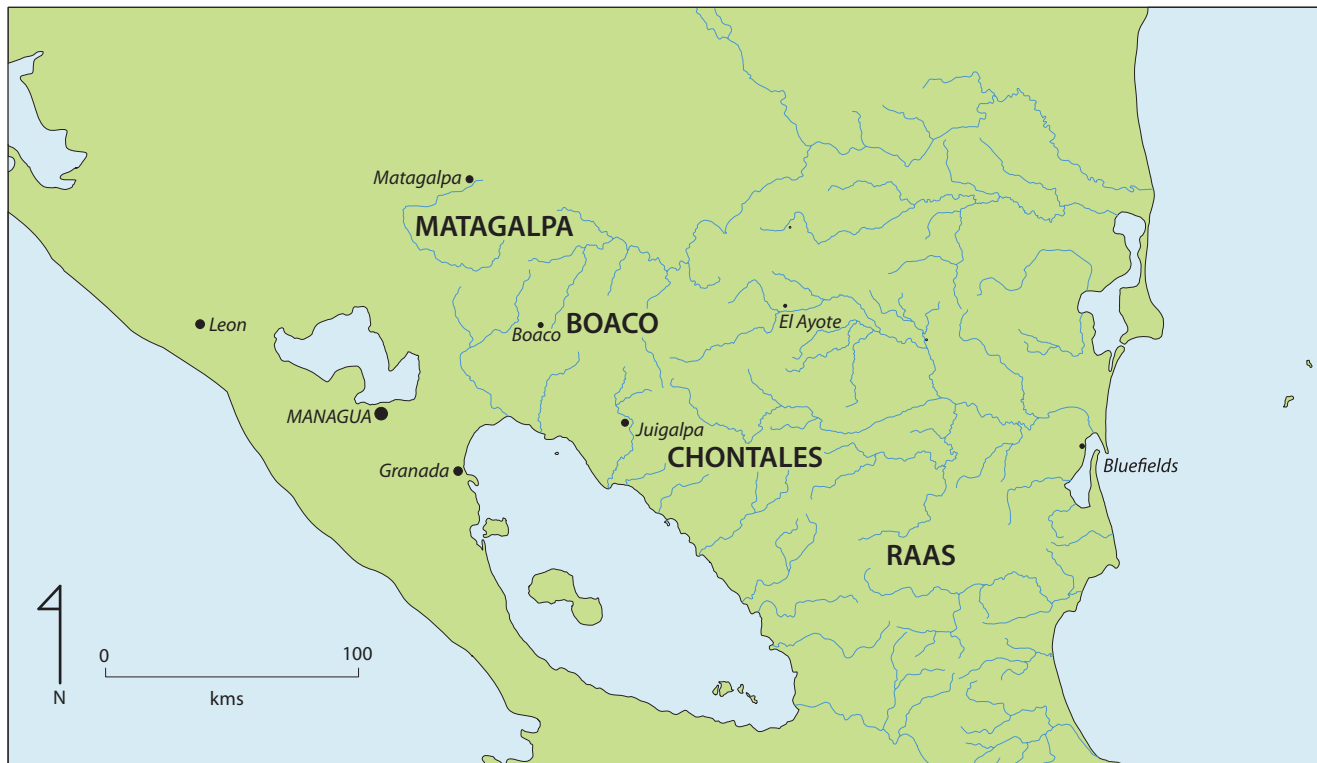 Matagalpa
MATAGALPA
Leon
Boaco
BOACO
El Ayote
MANAGUA
Juigalpa
CHONTALES
Granada
Bluefields
RAAS
0 100
kms
N